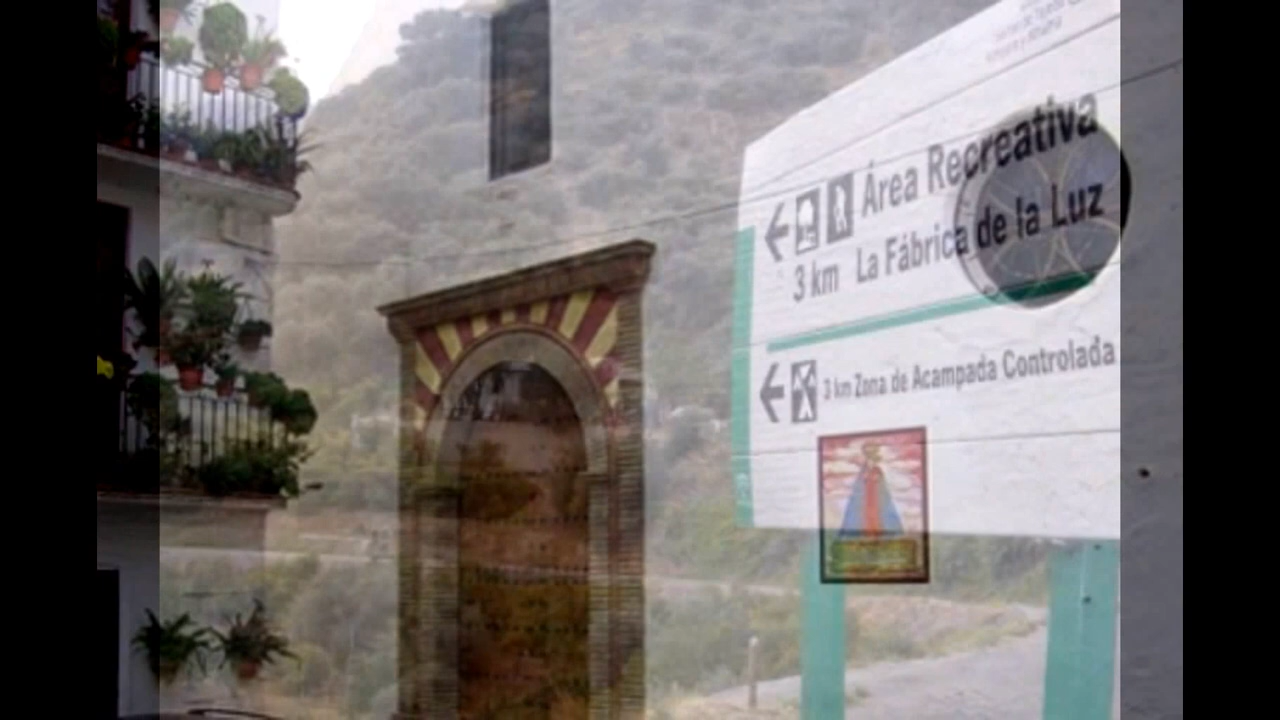 Área Recreativa
3 km La Fábrica de la Luz
3 km Zona de Acampada Controlada